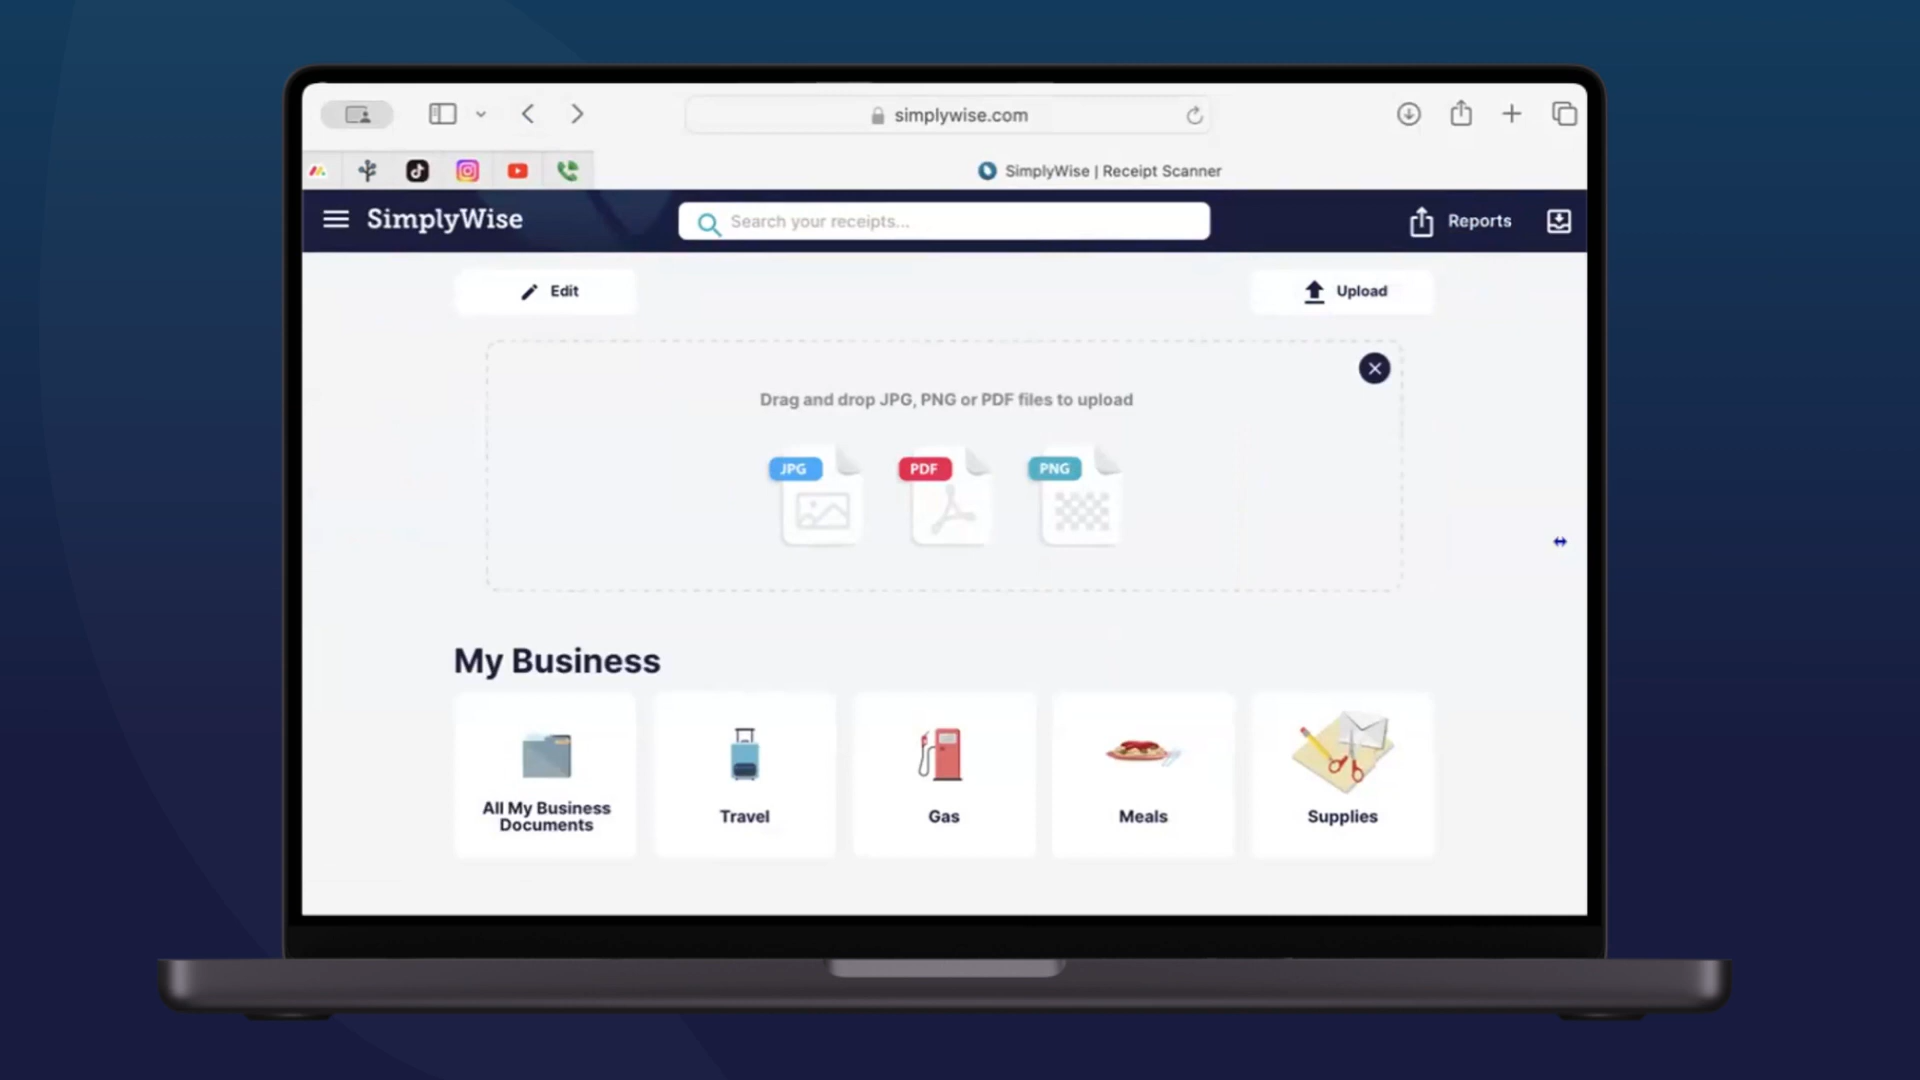 simplywise.com
SimplyWise | Receipt Scanner
SimplyWise
Search your receipts...
Reports
Edit
Upload
Drag and drop JPG, PNG or PDF files to upload
JPG
PDF
PNG
My Business
All My Business
Documents
Travel
Gas
Meals
Supplies